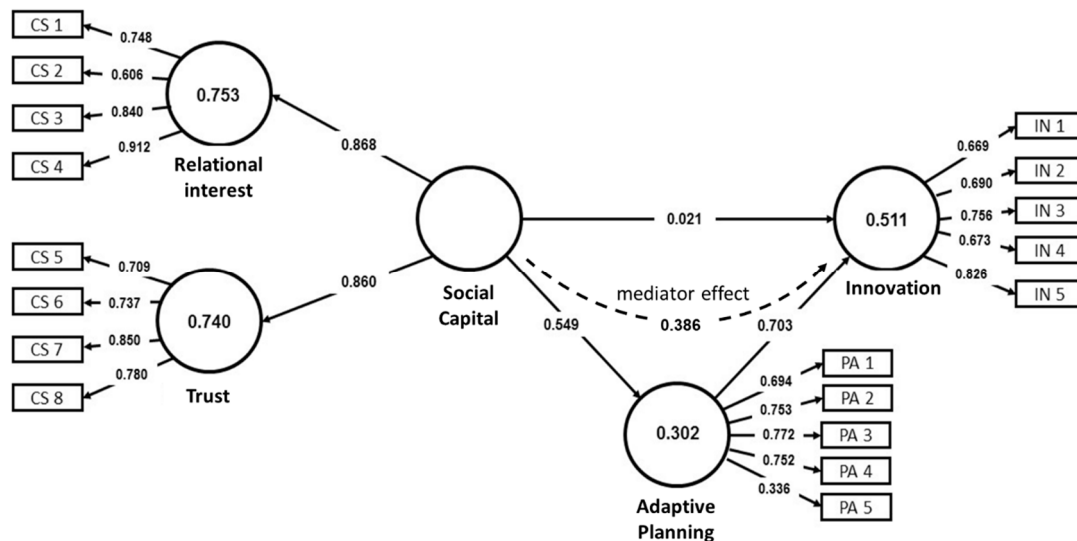 CS 1
0.748
CS 2
0.606
CS 3
0.840
CS 4
0.912
0.753
Relational
interest
0.868
CS 5
0.709
CS 6
0.737
CS 7
0.850
CS 8
0.780
0.740
Trust
0.860
Social
Capital
0.021
mediator effect
0.386
0.549
0.703
0.511
Innovation
0.669
IN 1
0.690
IN 2
0.756
IN 3
0.673
IN 4
0.826
IN 5
0.302
Adaptive
Planning
0.694
PA 1
0.753
PA 2
0.772
PA 3
0.752
PA 4
0.336
PA 5